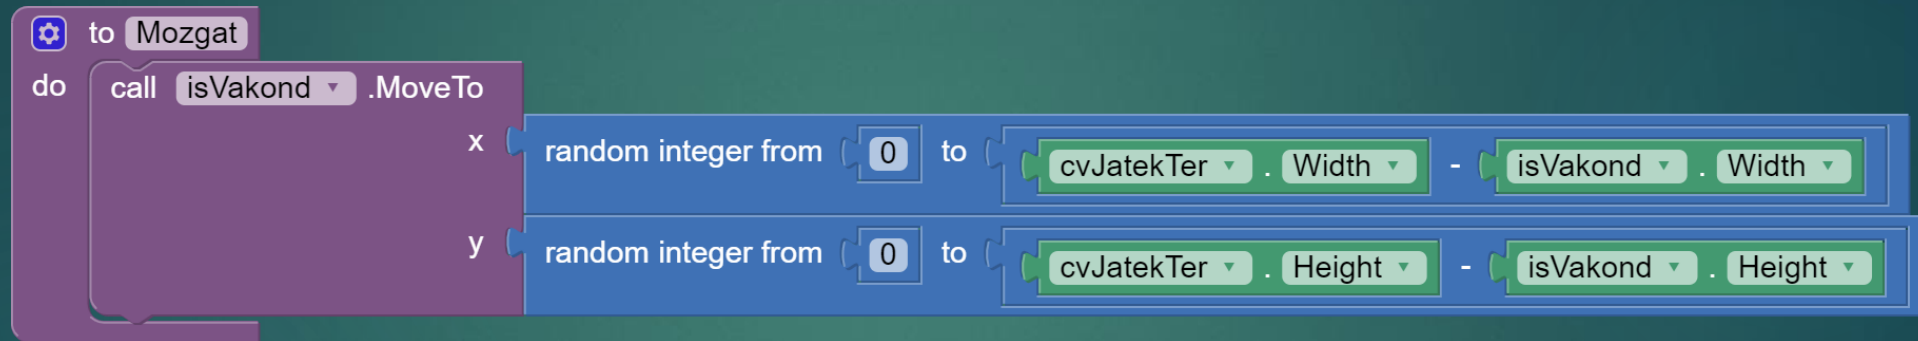 to Mozgat
do call isVakond .MoveTo
x random integer from 0 to cvJatekTer . Width - isVakond . Width
y random integer from 0 to cvJatekTer . Height - isVakond . Height